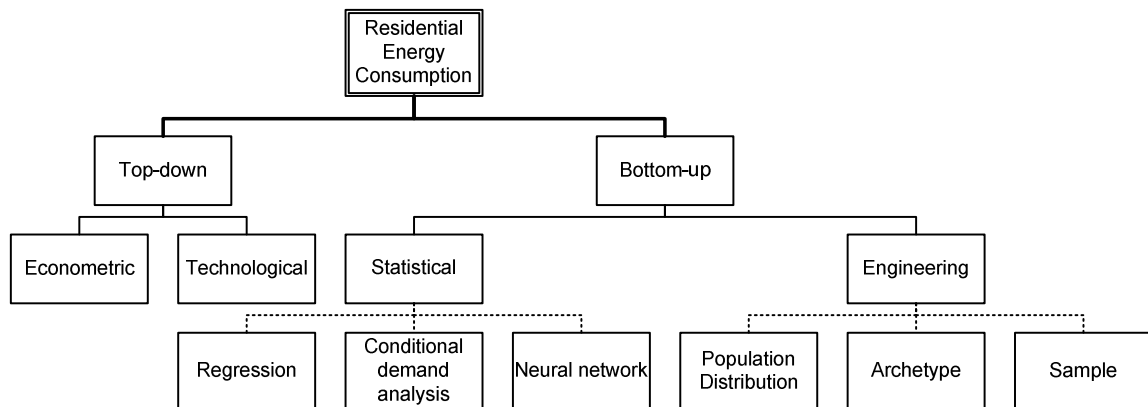 Residential
Energy
Consumption
Top-down
Bottom-up
Econometric
Technological
Statistical
Engineering
Regression
Conditional
demand
analysis
Neural network
Population
Distribution
Archetype
Sample